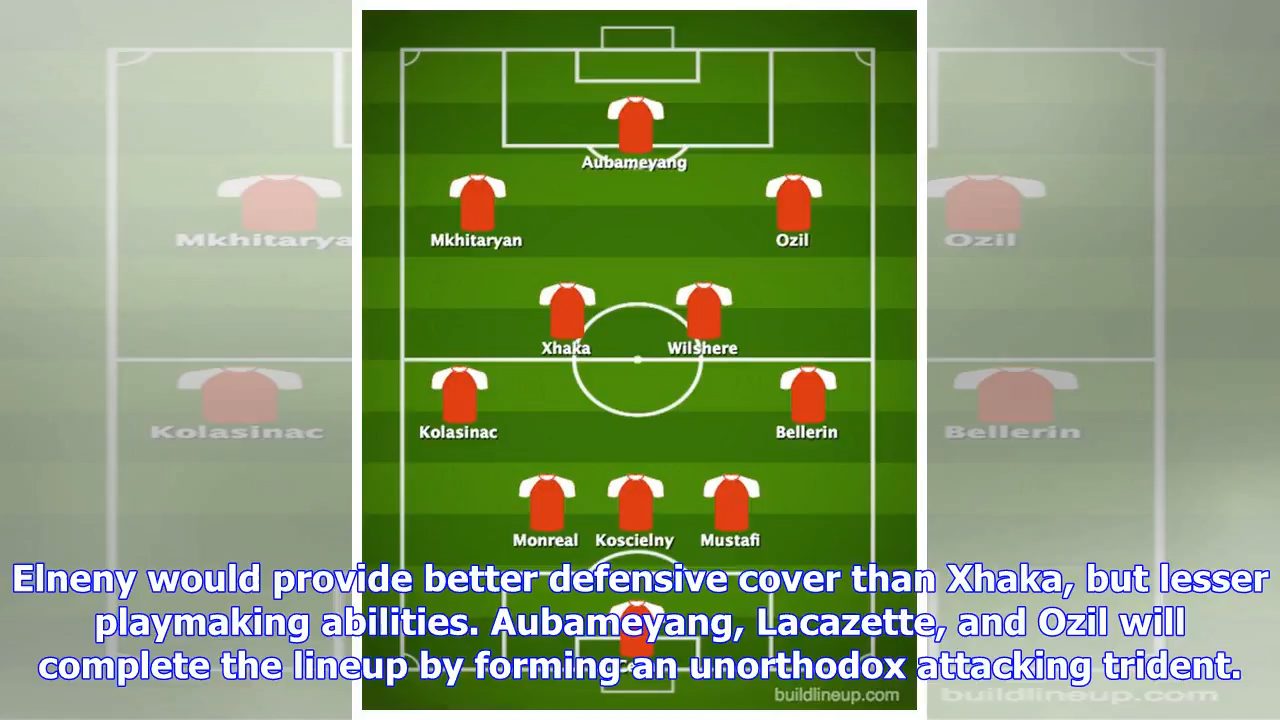 Aubameyang
Mkhitaryan
Ozil
Mkhitarya
Ozil
Xhaka
Wilshere
Kolasinac
Bellerin
Kolasinac
Bellerin
Monreal
Koscielny
Mustafi
Elneny would provide better defensive cover than Xhaka, but lesser
playmaking abilities. Aubameyang, Lacazette, and Ozil will
complete the lineup by forming an unorthodox attacking trident.
buildlineup.com
buildlineup.com